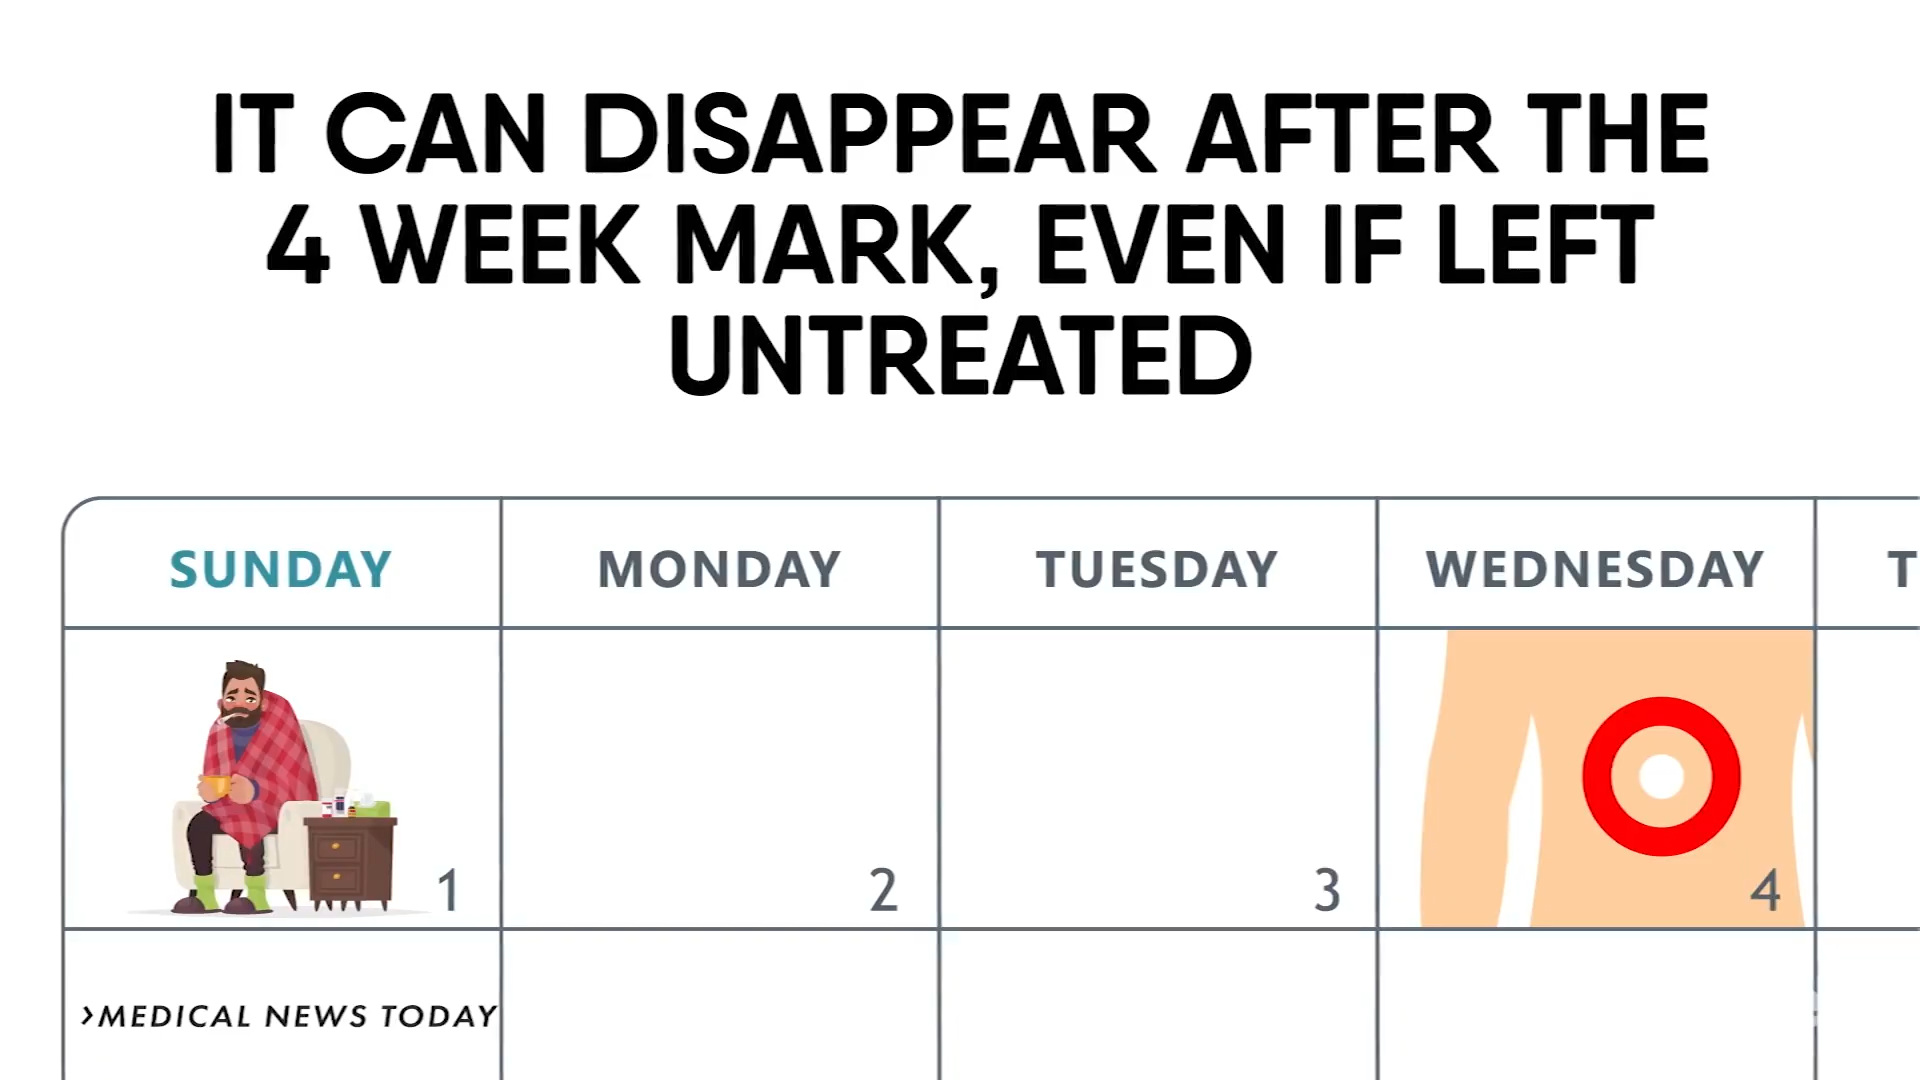 IT CAN DISAPPEAR AFTER THE
4 WEEK MARK, EVEN IF LEFT
UNTREATED
SUNDAY MONDAY TUESDAY WEDNESDAY T
1 2 3 4
›MEDICAL NEWS TODAY